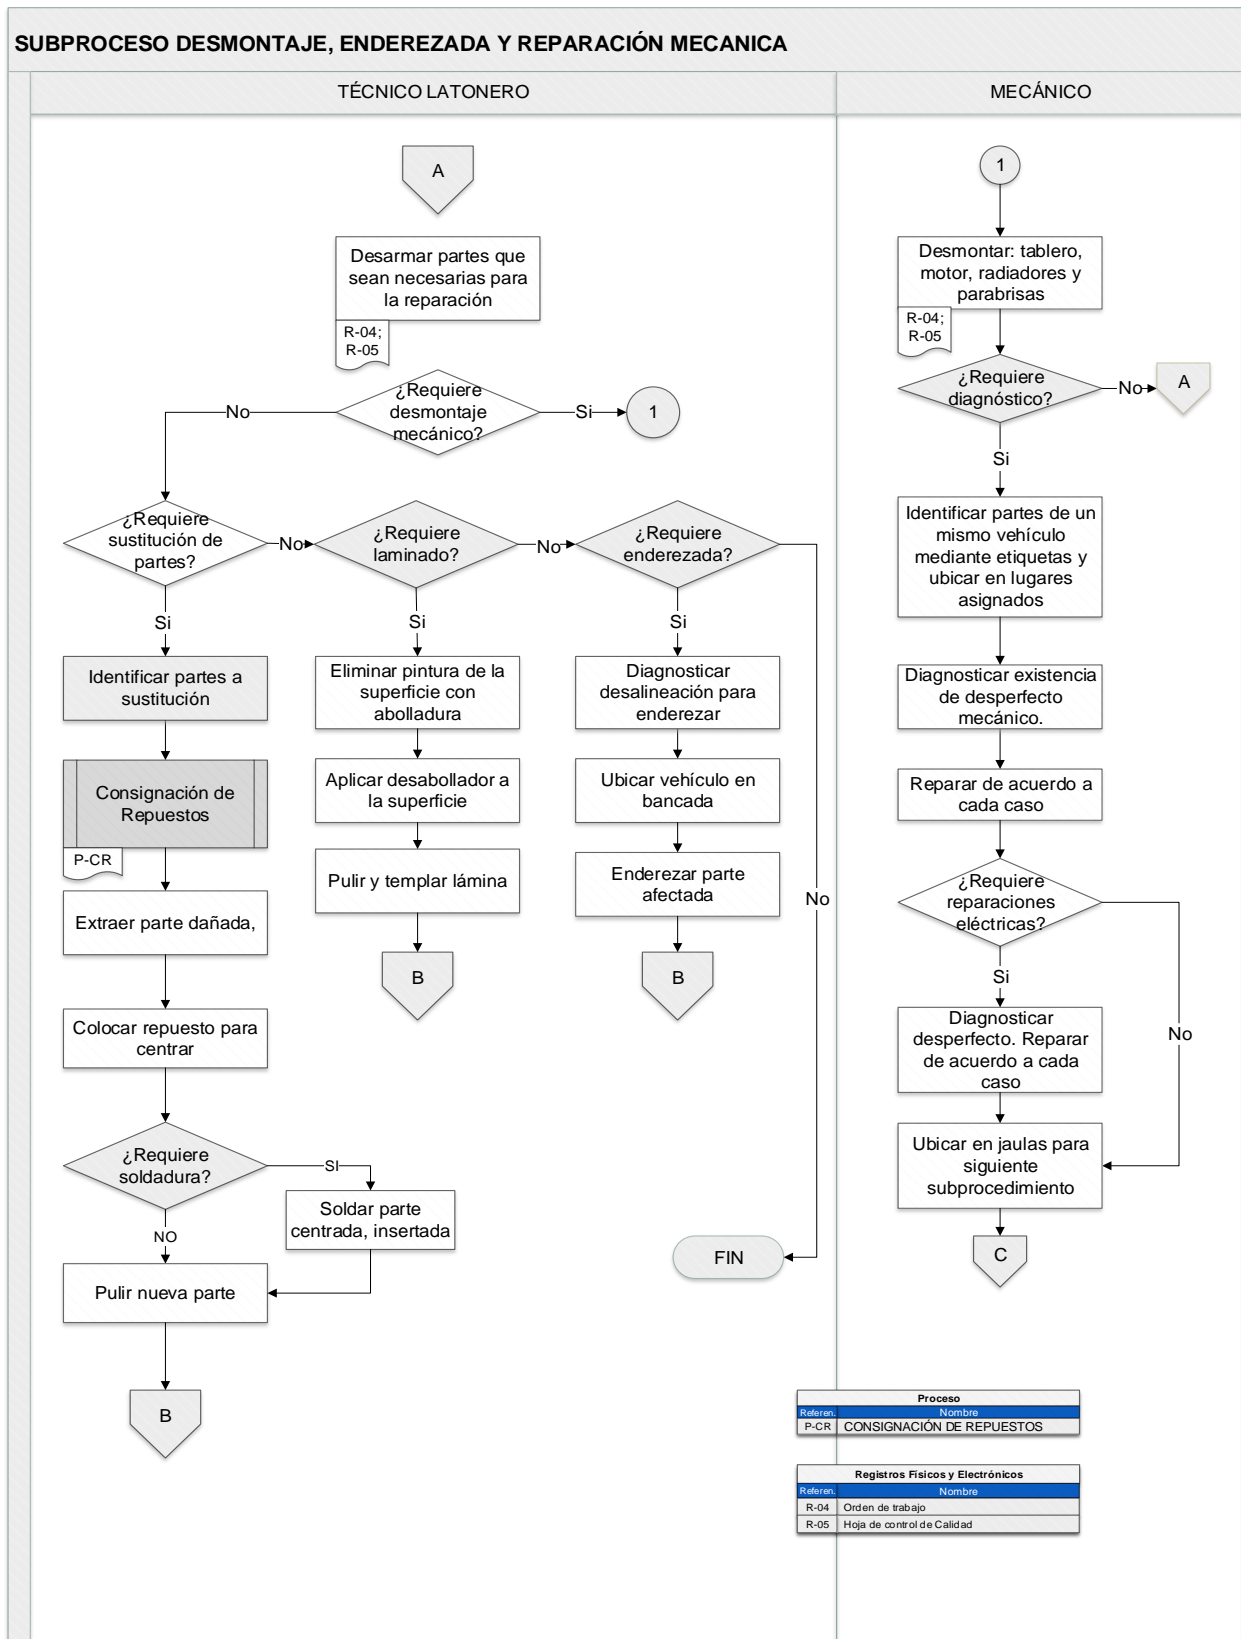 SUBPROCESO DESMONTAJE, ENDEREZADA Y REPARACIÓN MECANICA
TÉCNICO LATONERO
MECÁNICO
A
Desarmar partes que
sean necesarias para
la reparación
R-04;
R-05
¿Requiere
desmontaje
mecánico?
No
Si
1
¿Requiere
sustitución de
partes?
No
¿Requiere
laminado?
No
¿Requiere
enderezada?
Si
Si
Si
No
Identificar partes a
sustitución
Consignación de
Repuestos
P-CR
Extraer parte dañada,
Colocar repuesto para
centrar
¿Requiere
soldadura?
SI
NO
Soldar parte
centrada, insertada
Pulir nueva parte
B
Eliminar pintura de la
superficie con
abolladura
Aplicar desabollador a
la superficie
Pulir y templar lámina
B
Diagnosticar
desalineación para
enderezar
Ubicar vehículo en
bancada
Enderezar parte
afectada
B
FIN
1
Desmontar: tablero,
motor, radiadores y
parabrisas
R-04;
R-05
¿Requiere
diagnóstico?
No
A
Si
Identificar partes de un
mismo vehículo
mediante etiquetas y
ubicar en lugares
asignados
Diagnosticar existencia
de desperfecto
mecánico.
Reparar de acuerdo a
cada caso
¿Requiere
reparaciones
eléctricas?
Si
No
Diagnosticar
desperfecto. Reparar
de acuerdo a cada
caso
Ubicar en jaulas para
siguiente
subprocedimiento
C
Proceso
Referen. Nombre
P-CR CONSIGNACIÓN DE REPUESTOS
Registros Físicos y Electrónicos
Referen. Nombre
R-04 Orden de trabajo
R-05 Hoja de control de Calidad